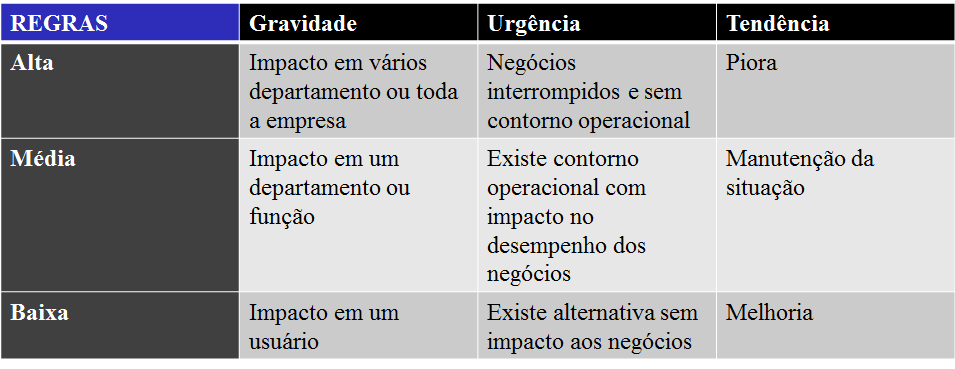 REGRAS
Gravidade
Urgência
Tendência
Alta
Impacto em vários
departamento ou toda
a empresa
Negócios
interrompidos e sem
contorno operacional
Piora
Média
Impacto em um
departamento ou
função
Existe contorno
operacional com
impacto no
desempenho dos
negócios
Manutenção da
situação
Baixa
Impacto em um
usuário
Existe alternativa sem
impacto aos negócios
Melhoria